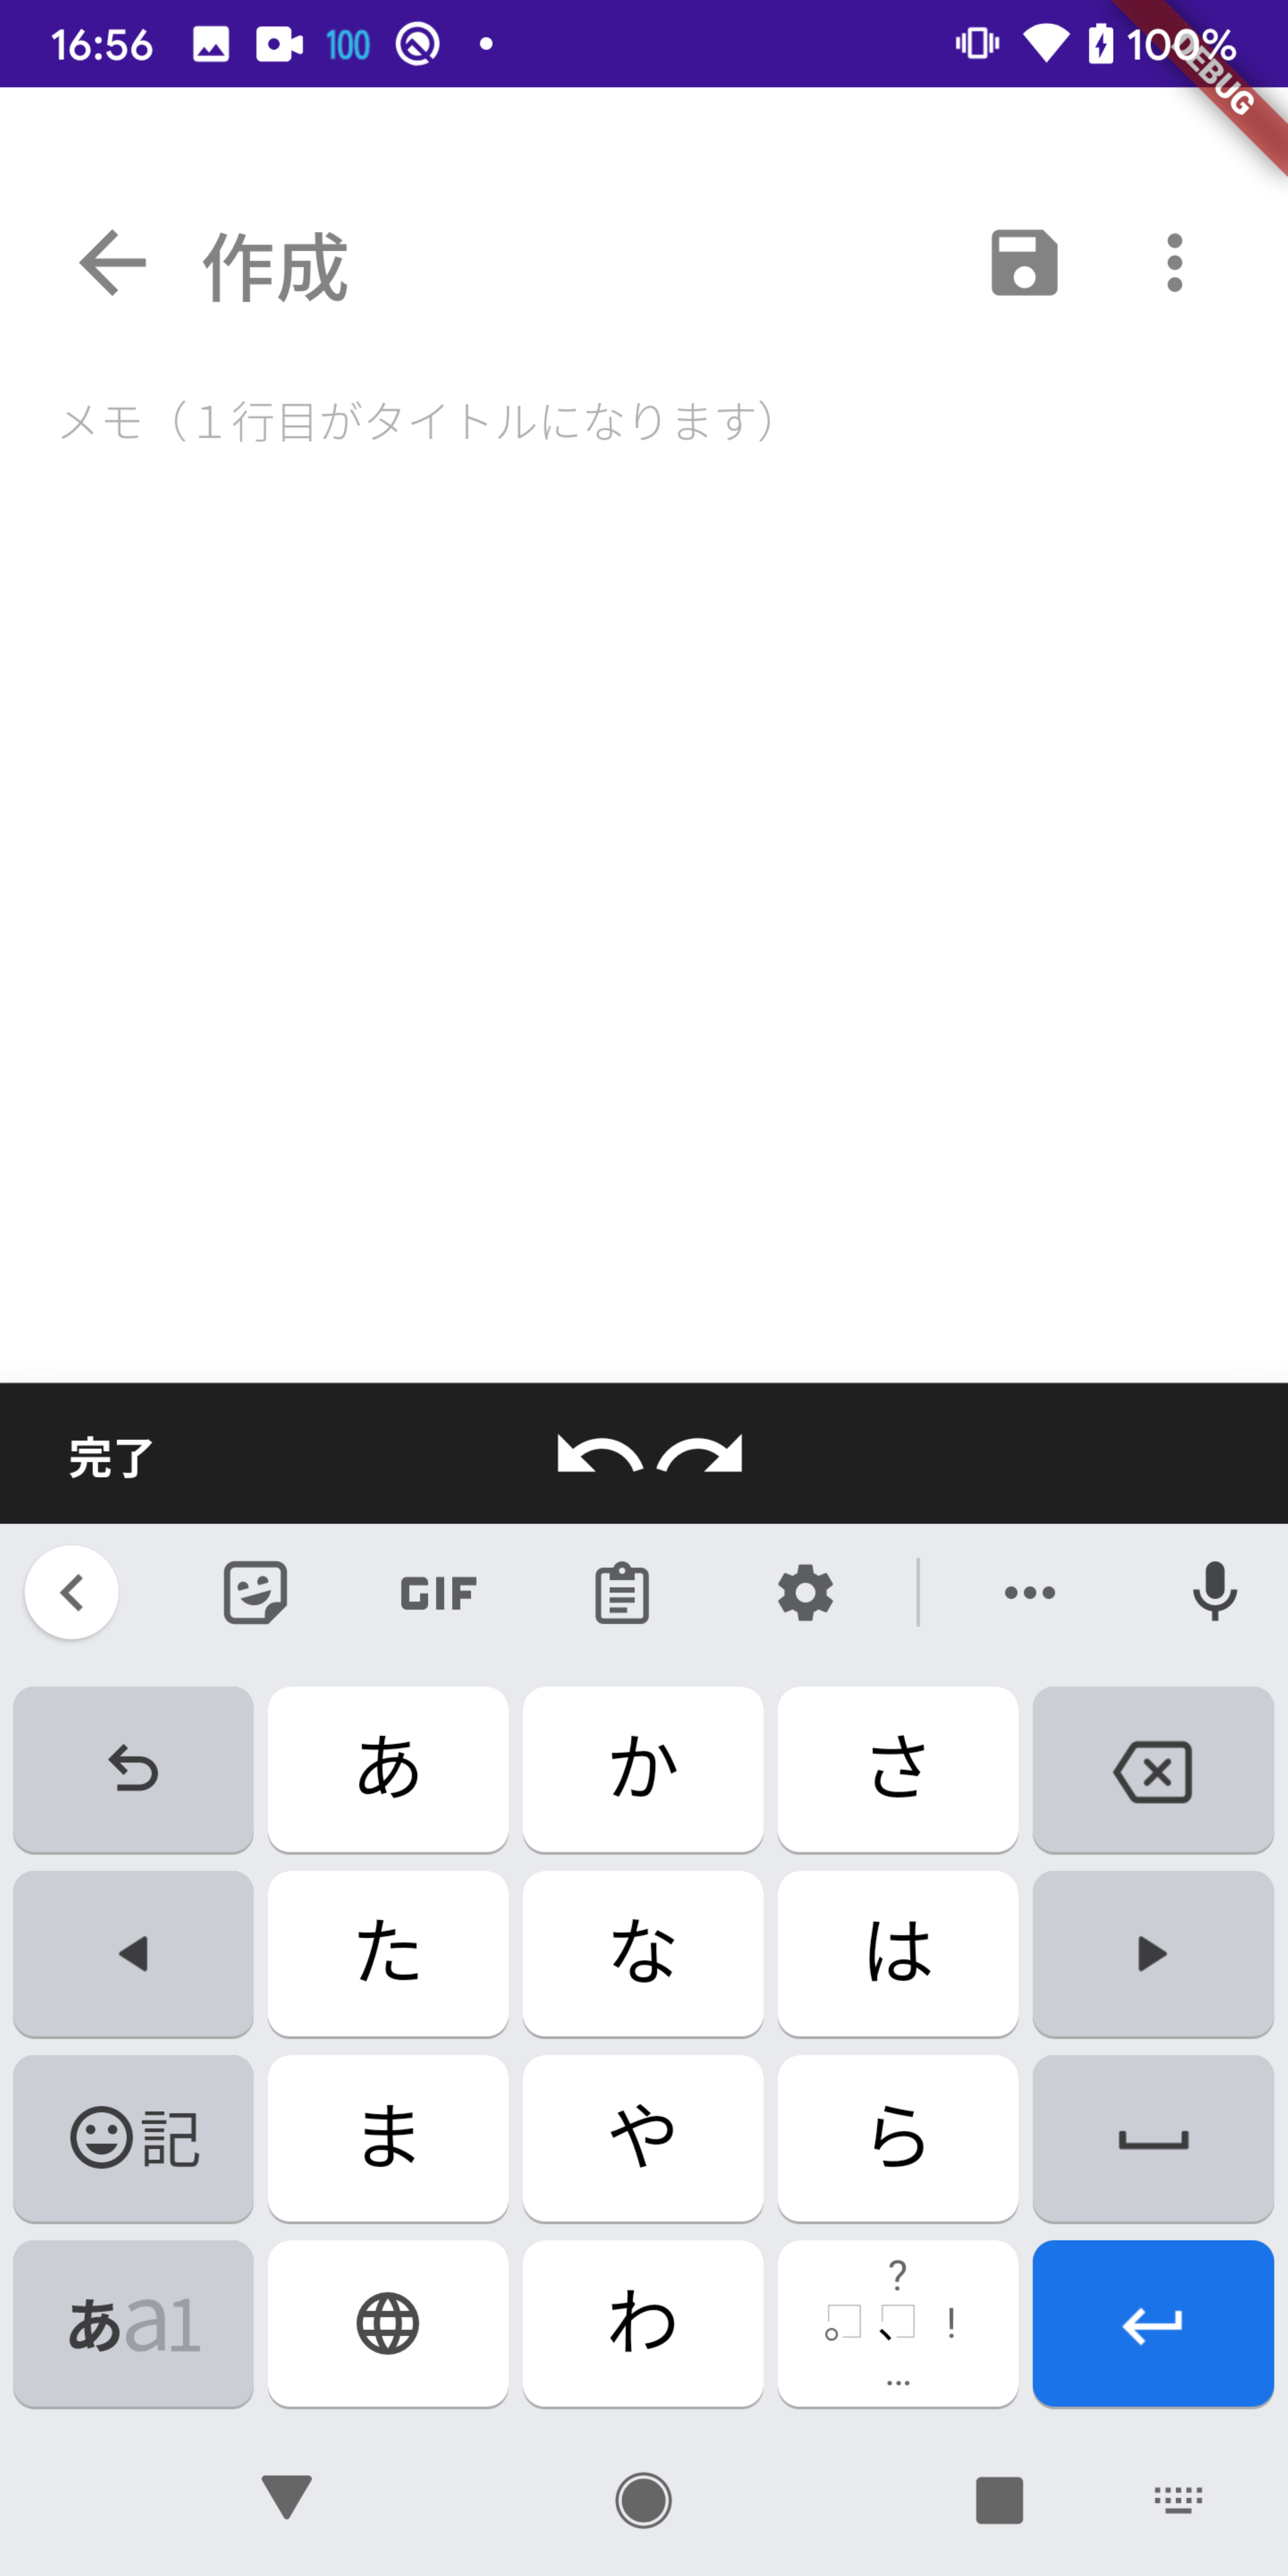 16:56 100 100%
DEBUG
作成
メモ（１行目がタイトルになります）
完了
GIF
あ か さ
た な は
記 ま や ら
あa1 わ 。?、!…